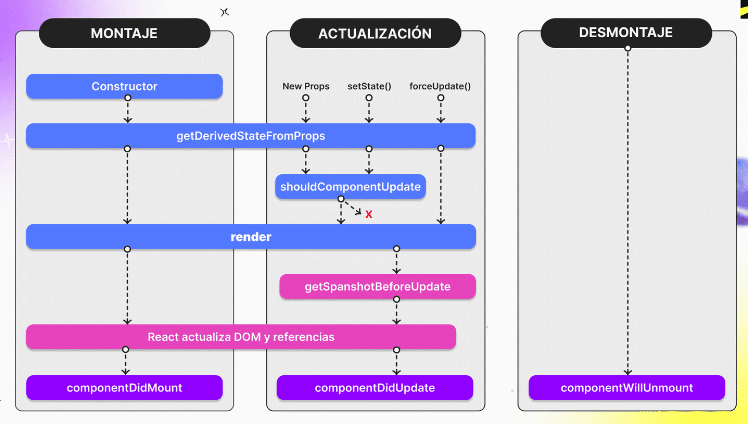 MONTAJE
ACTUALIZACIÓN
DESMONTAJE
Constructor
New Props
setState()
forceUpdate()
getDerivedStateFromProps
shouldComponentUpdate
X
render
getSpanshotBeforeUpdate
React actualiza DOM y referencias
componentDidMount
componentDidUpdate
componentWillUnmount